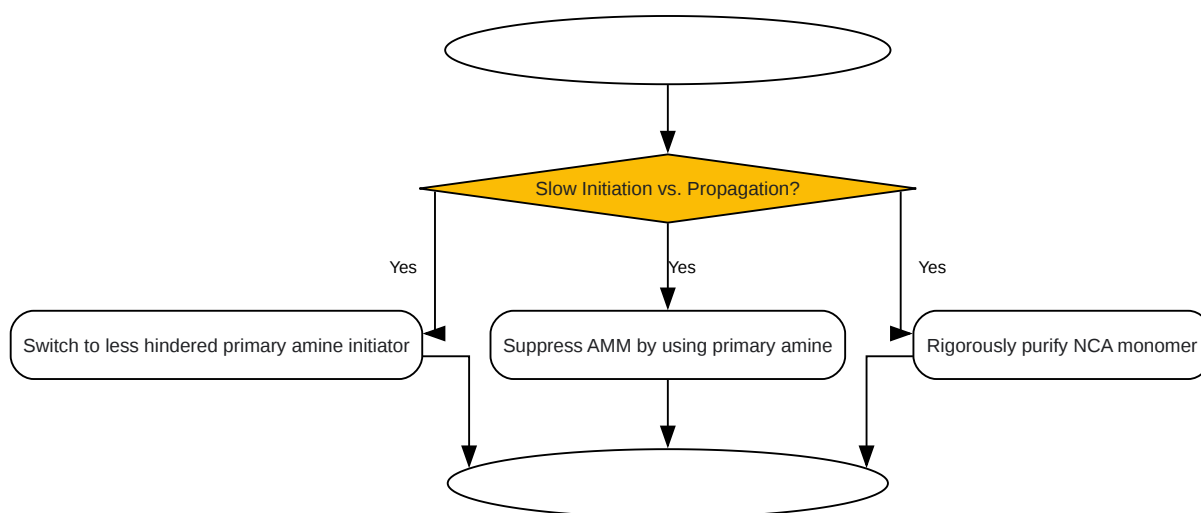 Slow Initiation vs. Propagation?
Yes
Yes
Yes
Switch to less hindered primary amine initiator
Suppress AMM by using primary amine
Rigorously purify NCA monomer